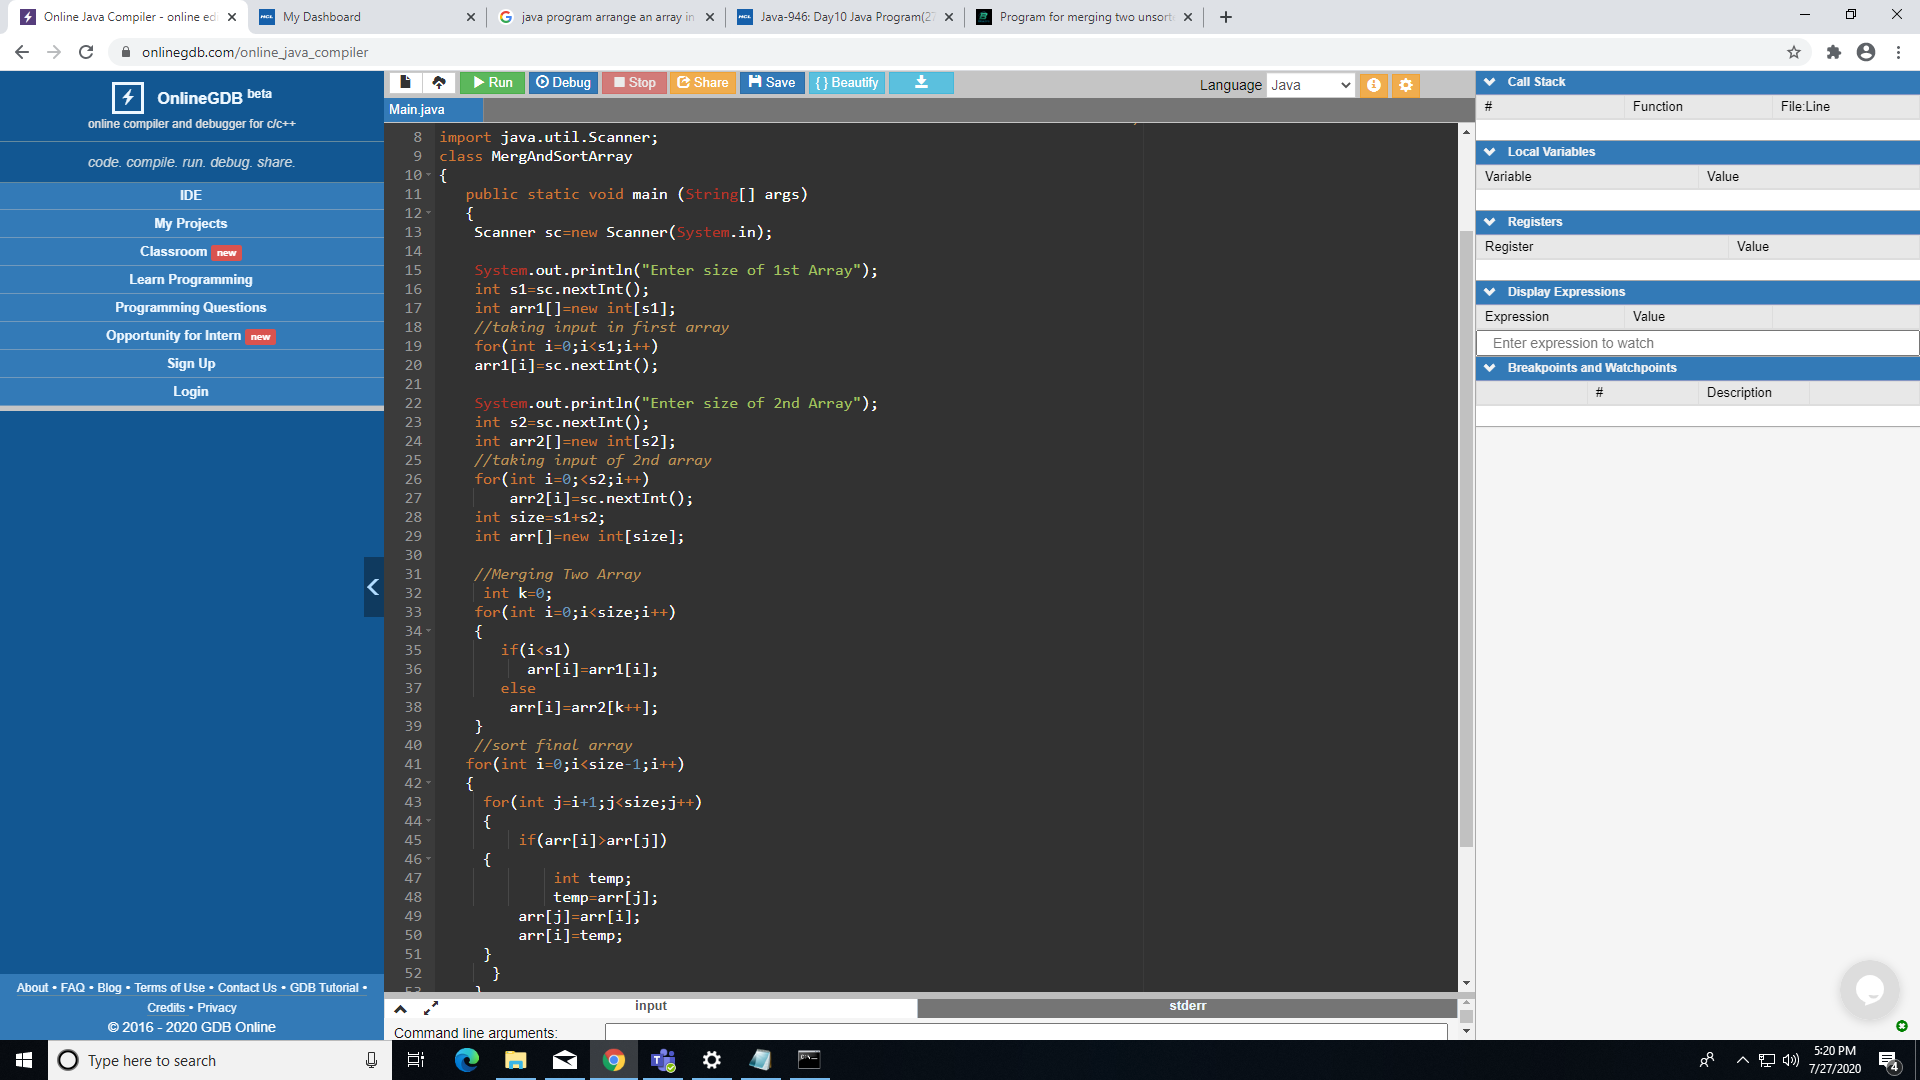 Online Java Compiler - online ed
My Dashboard
java program arrange an array in
Java-946: Day10 Java Program(27
Program for merging two unsort
onlinegdb.com/online_java_compiler
OnlineGDB beta
online compiler and debugger for c/c++
code. compile. run. debug. share.
IDE
My Projects
Classroom new
Learn Programming
Programming Questions
Opportunity for Intern new
Sign Up
Login
About • FAQ • Blog • Terms of Use • Contact Us • GDB Tutorial •
Credits • Privacy
© 2016 - 2020 GDB Online
Run
Debug
Stop
Share
Save
{ } Beautify
Language Java
Main.java
8 import java.util.Scanner;
9 class MergAndSortArray
10 {
11 public static void main (String[] args)
12 {
13 Scanner sc=new Scanner(System.in);
14
15 System.out.println("Enter size of 1st Array");
16 int s1=sc.nextInt();
17 int arr1[]=new int[s1];
18 //taking input in first array
19 for(int i=0;i<s1;i++)
20 arr1[i]=sc.nextInt();
21
22 System.out.println("Enter size of 2nd Array");
23 int s2=sc.nextInt();
24 int arr2[]=new int[s2];
25 //taking input of 2nd array
26 for(int i=0;<s2;i++)
27 arr2[i]=sc.nextInt();
28 int size=s1+s2;
29 int arr[]=new int[size];
30
31 //Merging Two Array
32 int k=0;
33 for(int i=0;i<size;i++)
34 {
35 if(i<s1)
36 arr[i]=arr1[i];
37 else
38 arr[i]=arr2[k++];
39 }
40 //sort final array
41 for(int i=0;i<size-1;i++)
42 {
43 for(int j=i+1;j<size;j++)
44 {
45 if(arr[i]>arr[j])
46 {
47 int temp;
48 temp=arr[j];
49 arr[j]=arr[i];
50 arr[i]=temp;
51 }
52 }
53 }
input
stderr
Command line arguments:
Call Stack
# Function File:Line
Local Variables
Variable Value
Registers
Register Value
Display Expressions
Expression Value
Enter expression to watch
Breakpoints and Watchpoints
# Description
Type here to search
5:20 PM
7/27/2020
4